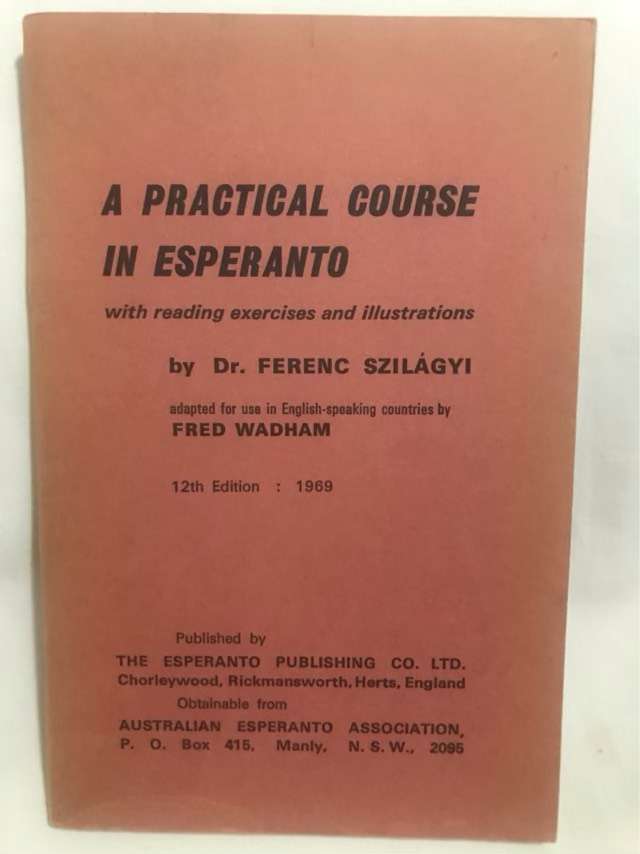 A PRACTICAL COURSE
IN ESPERANTO
with reading exercises and illustrations
by Dr. FERENC SZILÁGYI
adapted for use in English-speaking countries by
FRED WADHAM
12th Edition : 1969
Published by
THE ESPERANTO PUBLISHING CO. LTD.
Chorleywood, Rickmansworth, Herts, England
Obtainable from
AUSTRALIAN ESPERANTO ASSOCIATION,
P. O. Box 415, Manly, N. S. W., 2095